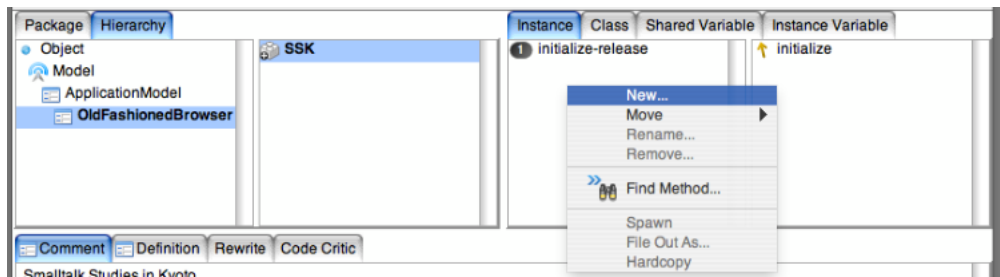 Package Hierarchy
Instance Class Shared Variable Instance Variable
Object
Model
ApplicationModel
OldFashionedBrowser
SSK
1 initialize-release
initialize
New...
Move
Rename...
Remove...
Find Method...
Spawn
File Out As...
Hardcopy
Comment Definition Rewrite Code Critic
Smalltalk Studies in Kyoto